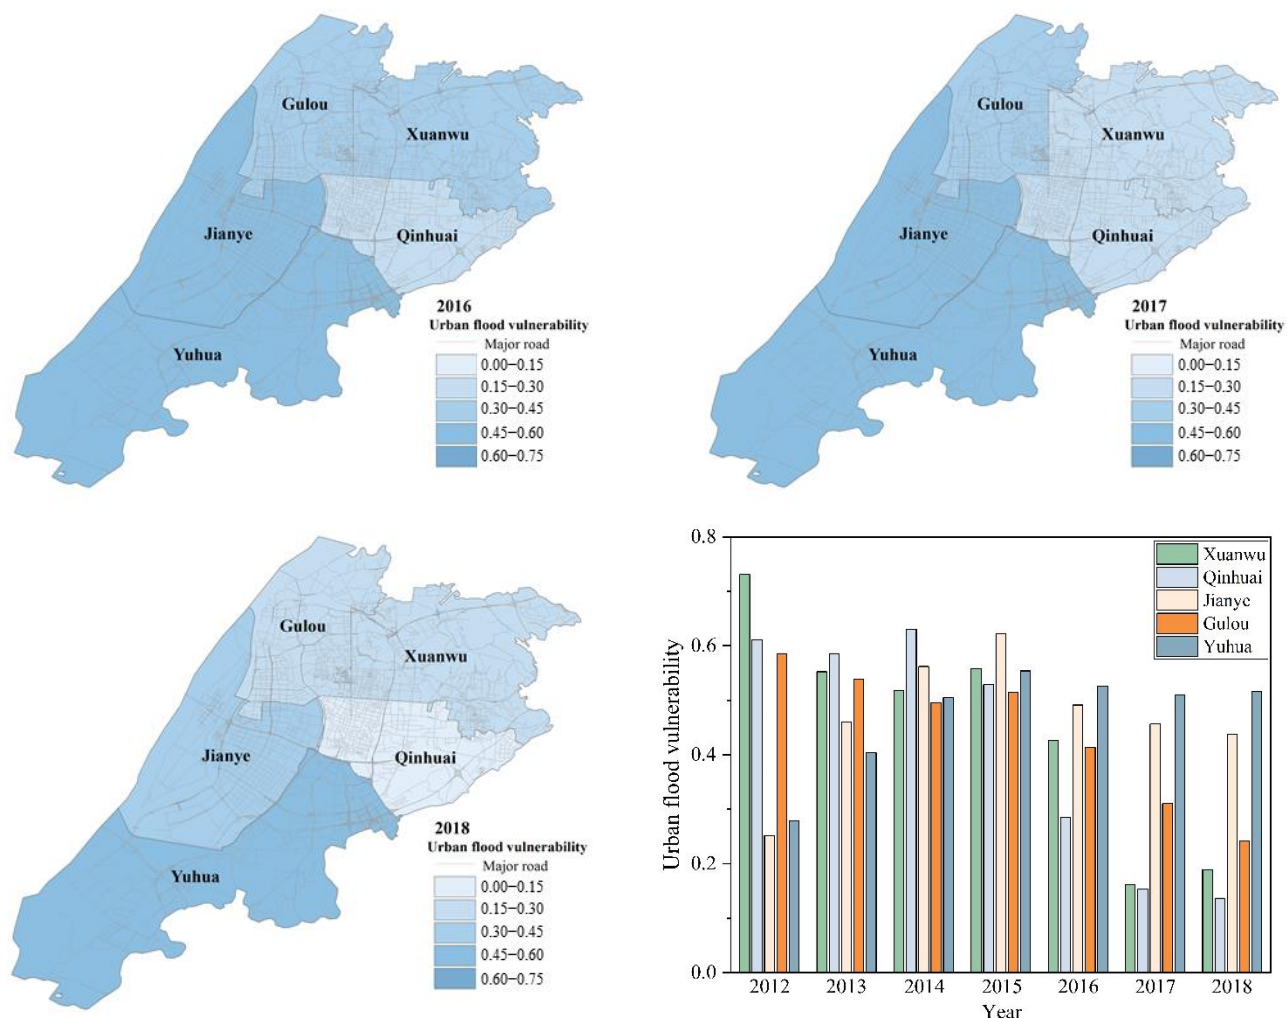 Gulou
Xuanwu
Jianye
Qinhuai
Yuhua
2016
Urban flood vulnerability
Major road
0.00−0.15
0.15−0.30
0.30−0.45
0.45−0.60
0.60−0.75
Gulou
Xuanwu
Jianye
Qinhuai
Yuhua
2017
Urban flood vulnerability
Major road
0.00−0.15
0.15−0.30
0.30−0.45
0.45−0.60
0.60−0.75
Gulou
Xuanwu
Jianye
Qinhuai
Yuhua
2018
Urban flood vulnerability
Major road
0.00−0.15
0.15−0.30
0.30−0.45
0.45−0.60
0.60−0.75
Urban flood vulnerability
0.8
0.6
0.4
0.2
0.0
Xuanwu
Qinhuai
Jianye
Gulou
Yuhua
2012 2013 2014 2015 2016 2017 2018
Year